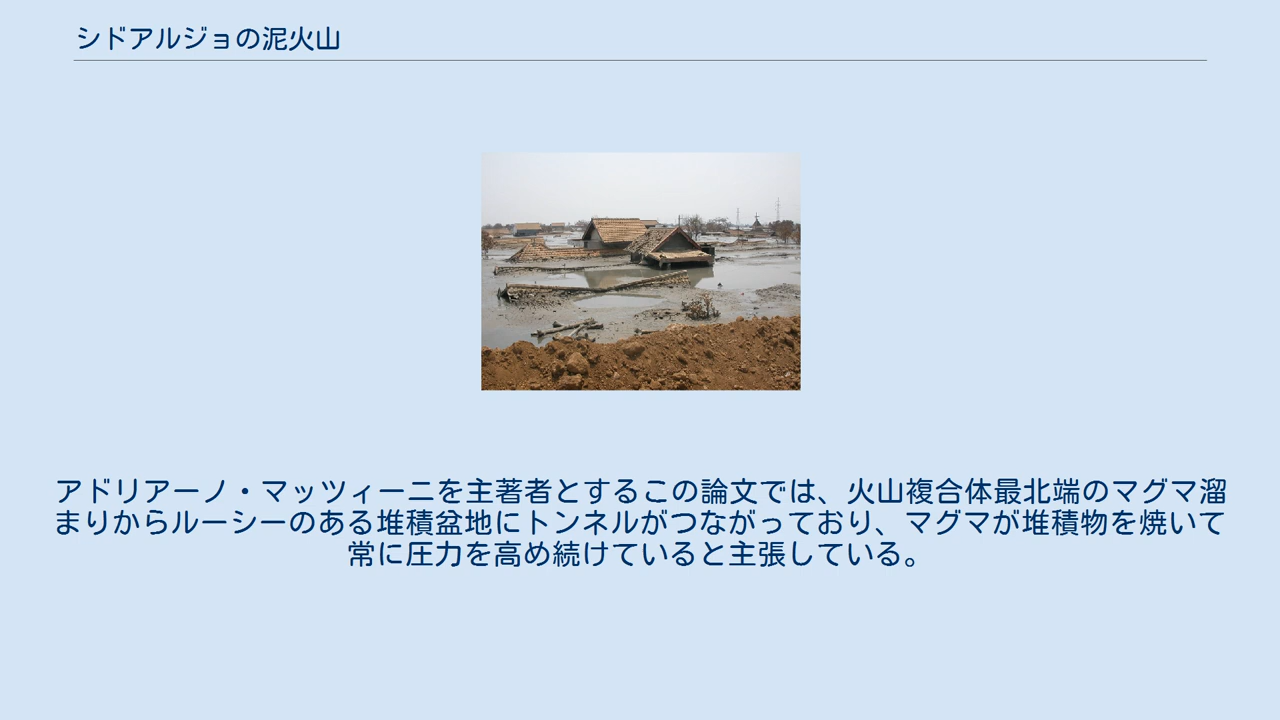 シドアルジョの泥火山
アドリアーノ・マッツィーニを主著者とするこの論文では、火山複合体最北端のマグマ溜
まりからルーシーのある堆積盆地にトンネルがつながっており、マグマが堆積物を焼いて
常に圧力を高め続けていると主張している。